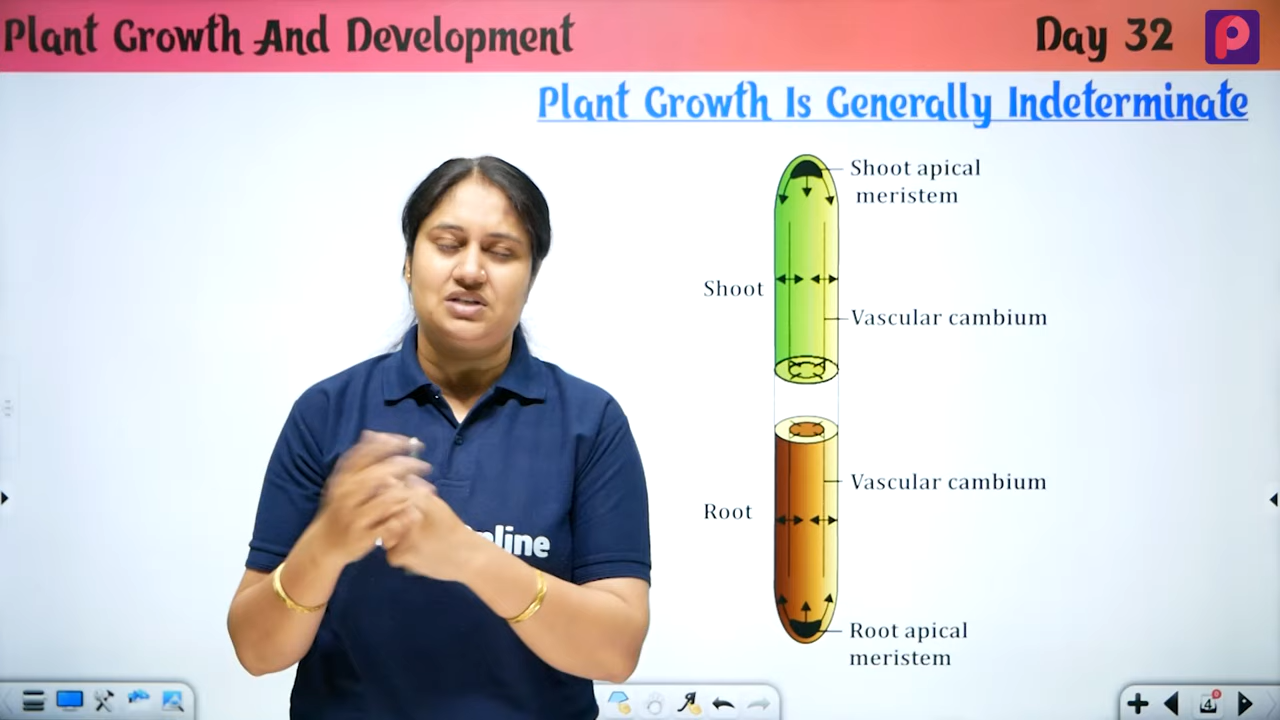 Plant Growth And Development
Day 32
Plant Growth Is Generally Indeterminate
Shoot apical
meristem
Shoot
Vascular cambium
Vascular cambium
Root
Root apical
meristem
4